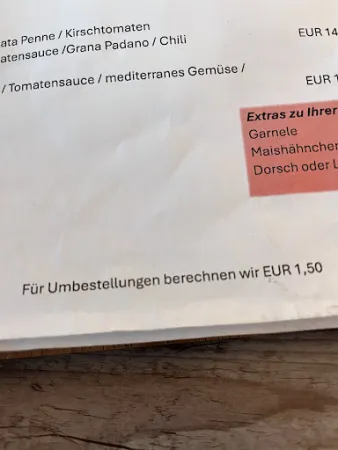 ata Penne / Kirschtomaten
atensauce /Grana Padano / Chili
EUR 14
/ Tomatensauce / mediterranes Gemüse /
EUR 1
Extras zu Ihrer
Garnele
Maishähnchen
Dorsch oder L
Für Umbestellungen berechnen wir EUR 1,50